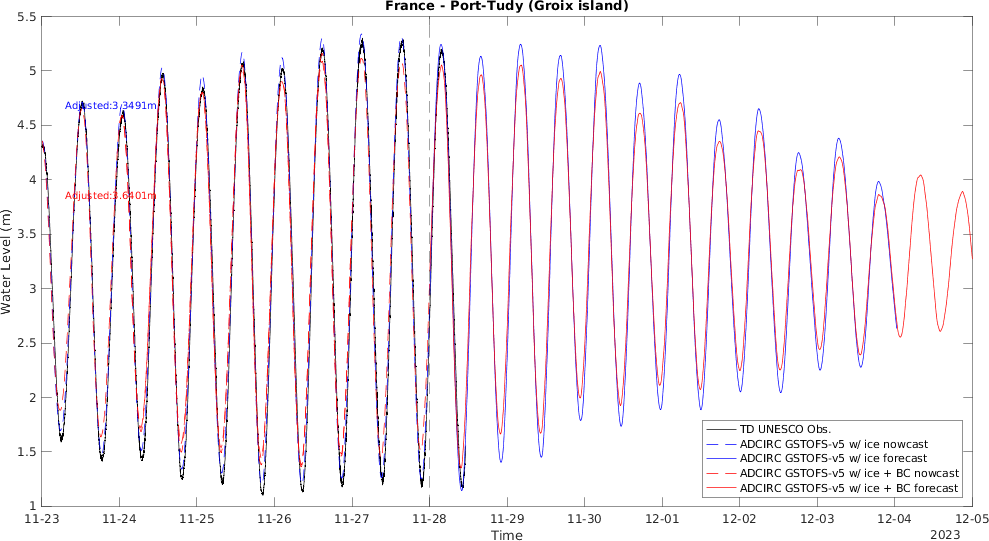 France - Port-Tudy (Groix island)
5.5
5
4.5
4
3.5
3
2.5
2
1.5
1
Water Level (m)
Adjusted:3.3491m
Adjusted:3.6401m
TD UNESCO Obs.
ADCIRC GSTOFS-v5 w/ ice nowcast
ADCIRC GSTOFS-v5 w/ ice forecast
ADCIRC GSTOFS-v5 w/ ice + BC nowcast
ADCIRC GSTOFS-v5 w/ ice + BC forecast
11-23 11-24 11-25 11-26 11-27 11-28 11-29 11-30 12-01 12-02 12-03 12-04 12-05
Time
2023